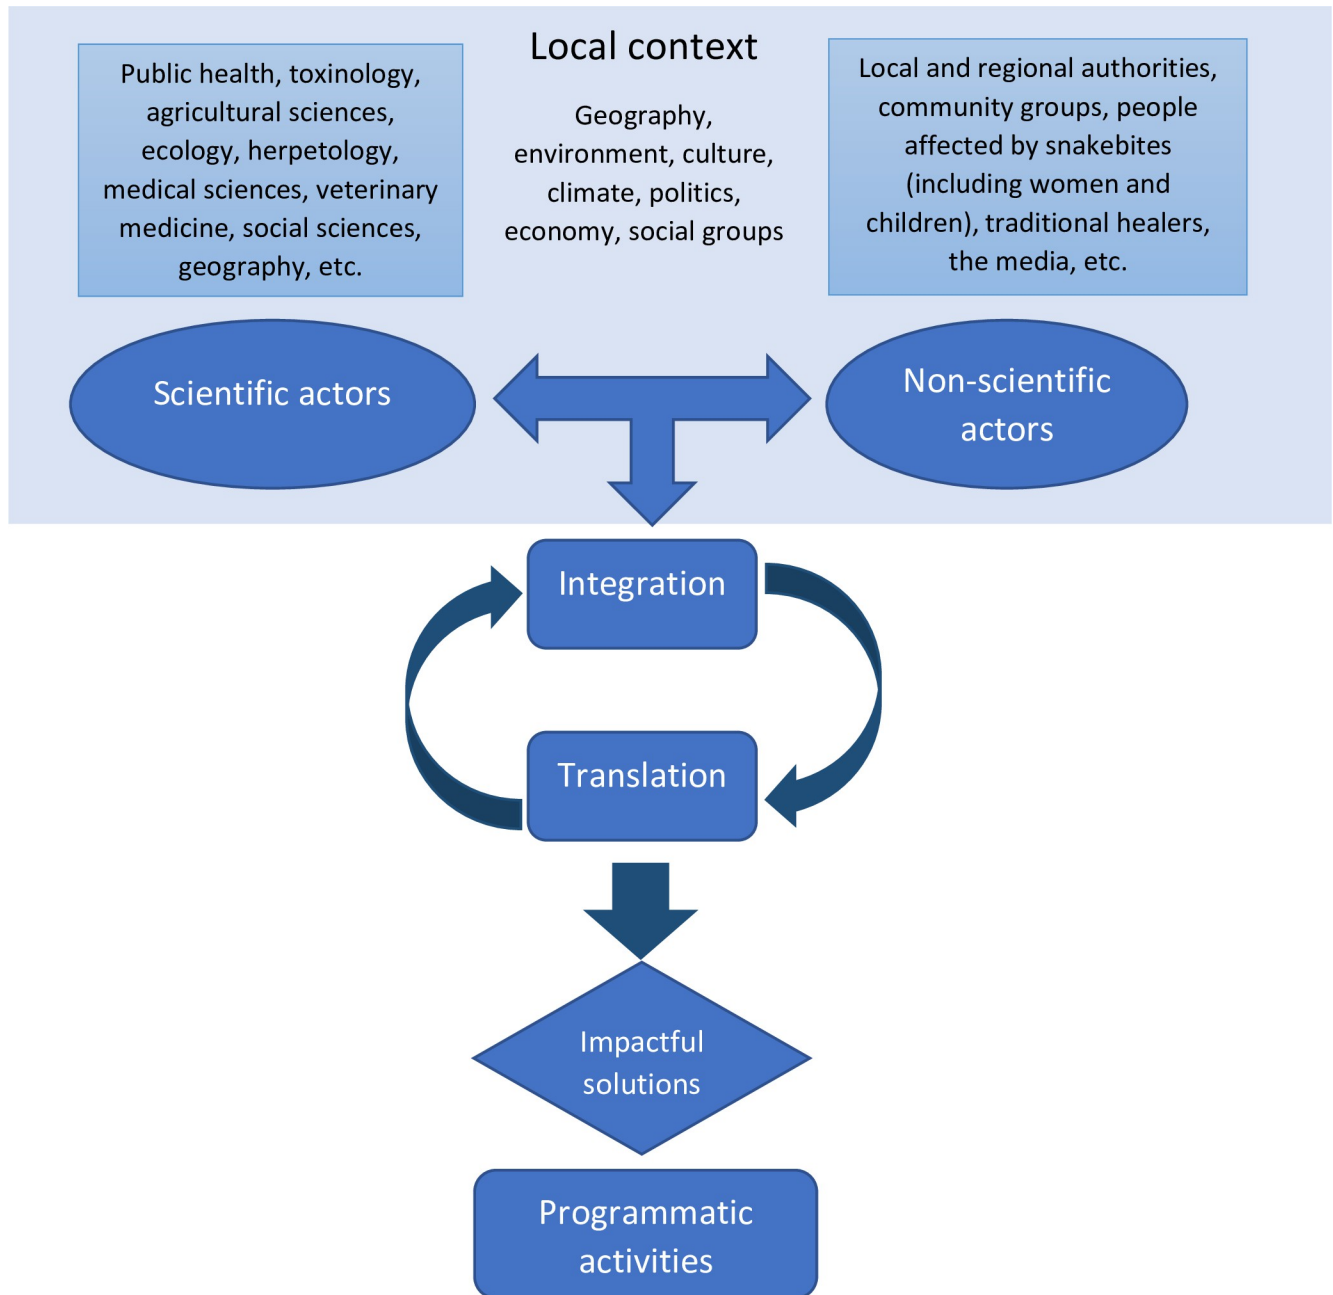 Local context
Public health, toxinology,
agricultural sciences,
ecology, herpetology,
medical sciences, veterinary
medicine, social sciences,
geography, etc.
Geography,
environment, culture,
climate, politics,
economy, social groups
Local and regional authorities,
community groups, people
affected by snakebites
(including women and
children), traditional healers,
the media, etc.
Scientific actors
Non-scientific
actors
Integration
Translation
Impactful
solutions
Programmatic
activities